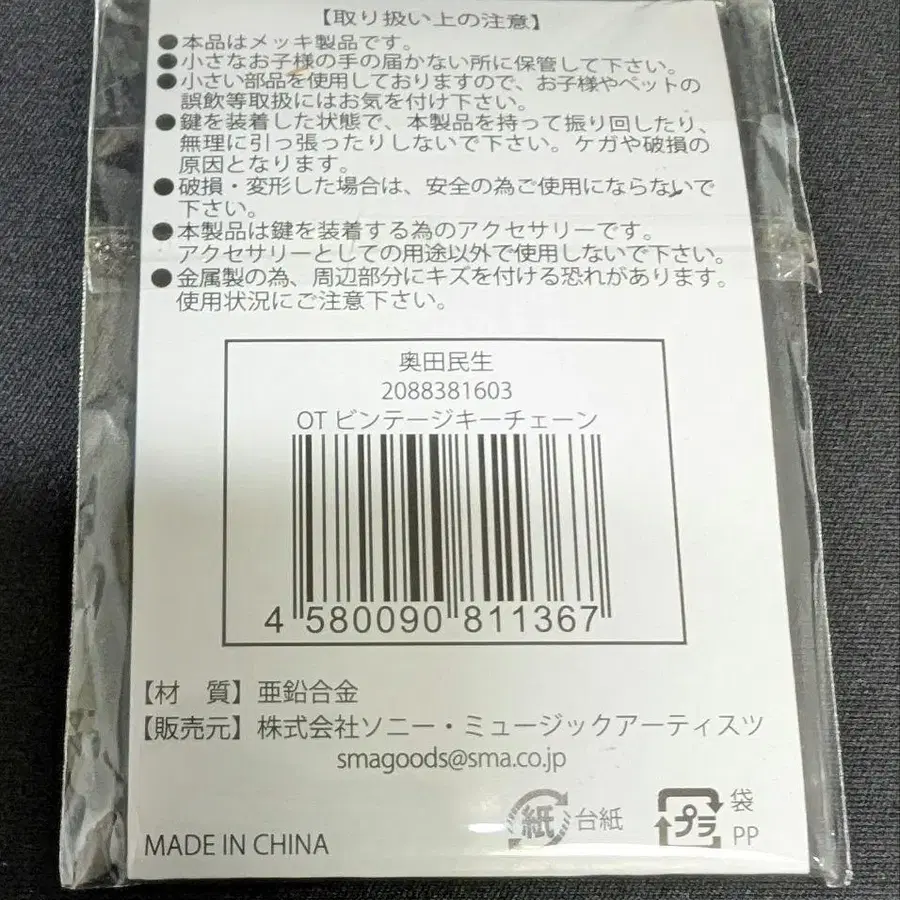 【取り扱い上の注意】
●本品はメッキ製品です。
●小さなお子様の手の届かない所に保管して下さい。
●小さい部品を使用しておりますので、お子様やペットの
誤飲等取扱にはお気を付け下さい。
●鍵を装着した状態で、本製品を持って振り回したり、
無理に引っ張ったりしないで下さい。ケガや破損の
原因となります。
●破損・変形した場合は、安全の為ご使用にならないで
下さい。
●本製品は鍵を装着する為のアクセサリーです。
アクセサリーとしての用途以外で使用しないで下さい。
●金属製の為、周辺部分にキズを付ける恐れがあります。
使用状況にご注意下さい。
奥田民生
2088381603
OT ビンテージキーチェーン
4 580090 811367
【材　質】亜鉛合金
【販売元】株式会社ソニー・ミュージックアーティスツ
smagoods@sma.co.jp
紙 台紙
プラ 袋
PP
MADE IN CHINA